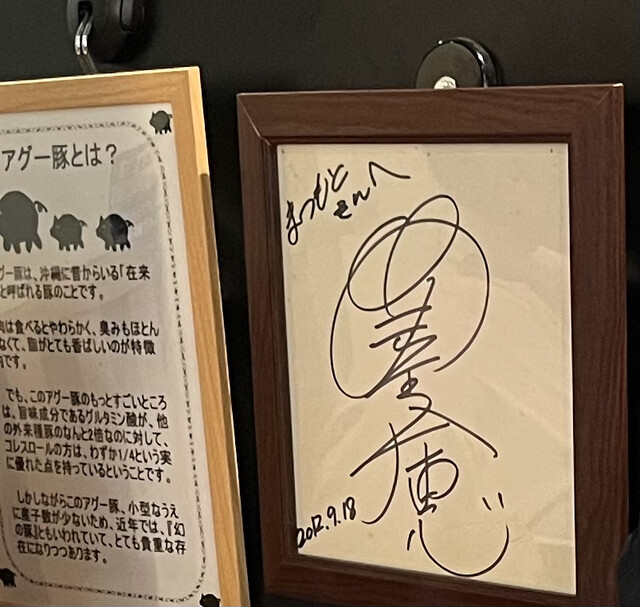 アグー豚とは？
グー豚は、沖縄に昔からいる「在来
と呼ばれる豚のことです。
肉は食べるとやわらかく、臭みもほとん
なくて、脂がとても香ばしいのが特徴
です。
でも、このアグー豚のもっとすごいところ
は、旨味成分であるグルタミン酸が、他
の外来種豚のなんと2倍なのに対して、
コレスロールの方は、わずか1/4という実
に優れた点を持っているということです。
しかしながらこのアグー豚、小型なうえ
に産子数が少ないため、近年では、『幻
の豚』ともいわれていて、とても貴重な存
在になりつつあります。
まつもと
さんへ
2012.9.18